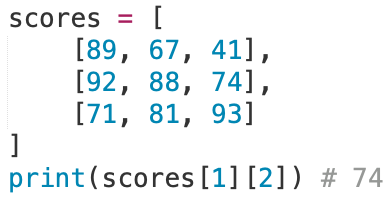 scores = [
    [89, 67, 41],
    [92, 88, 74],
    [71, 81, 93]
]
print(scores[1][2]) # 74